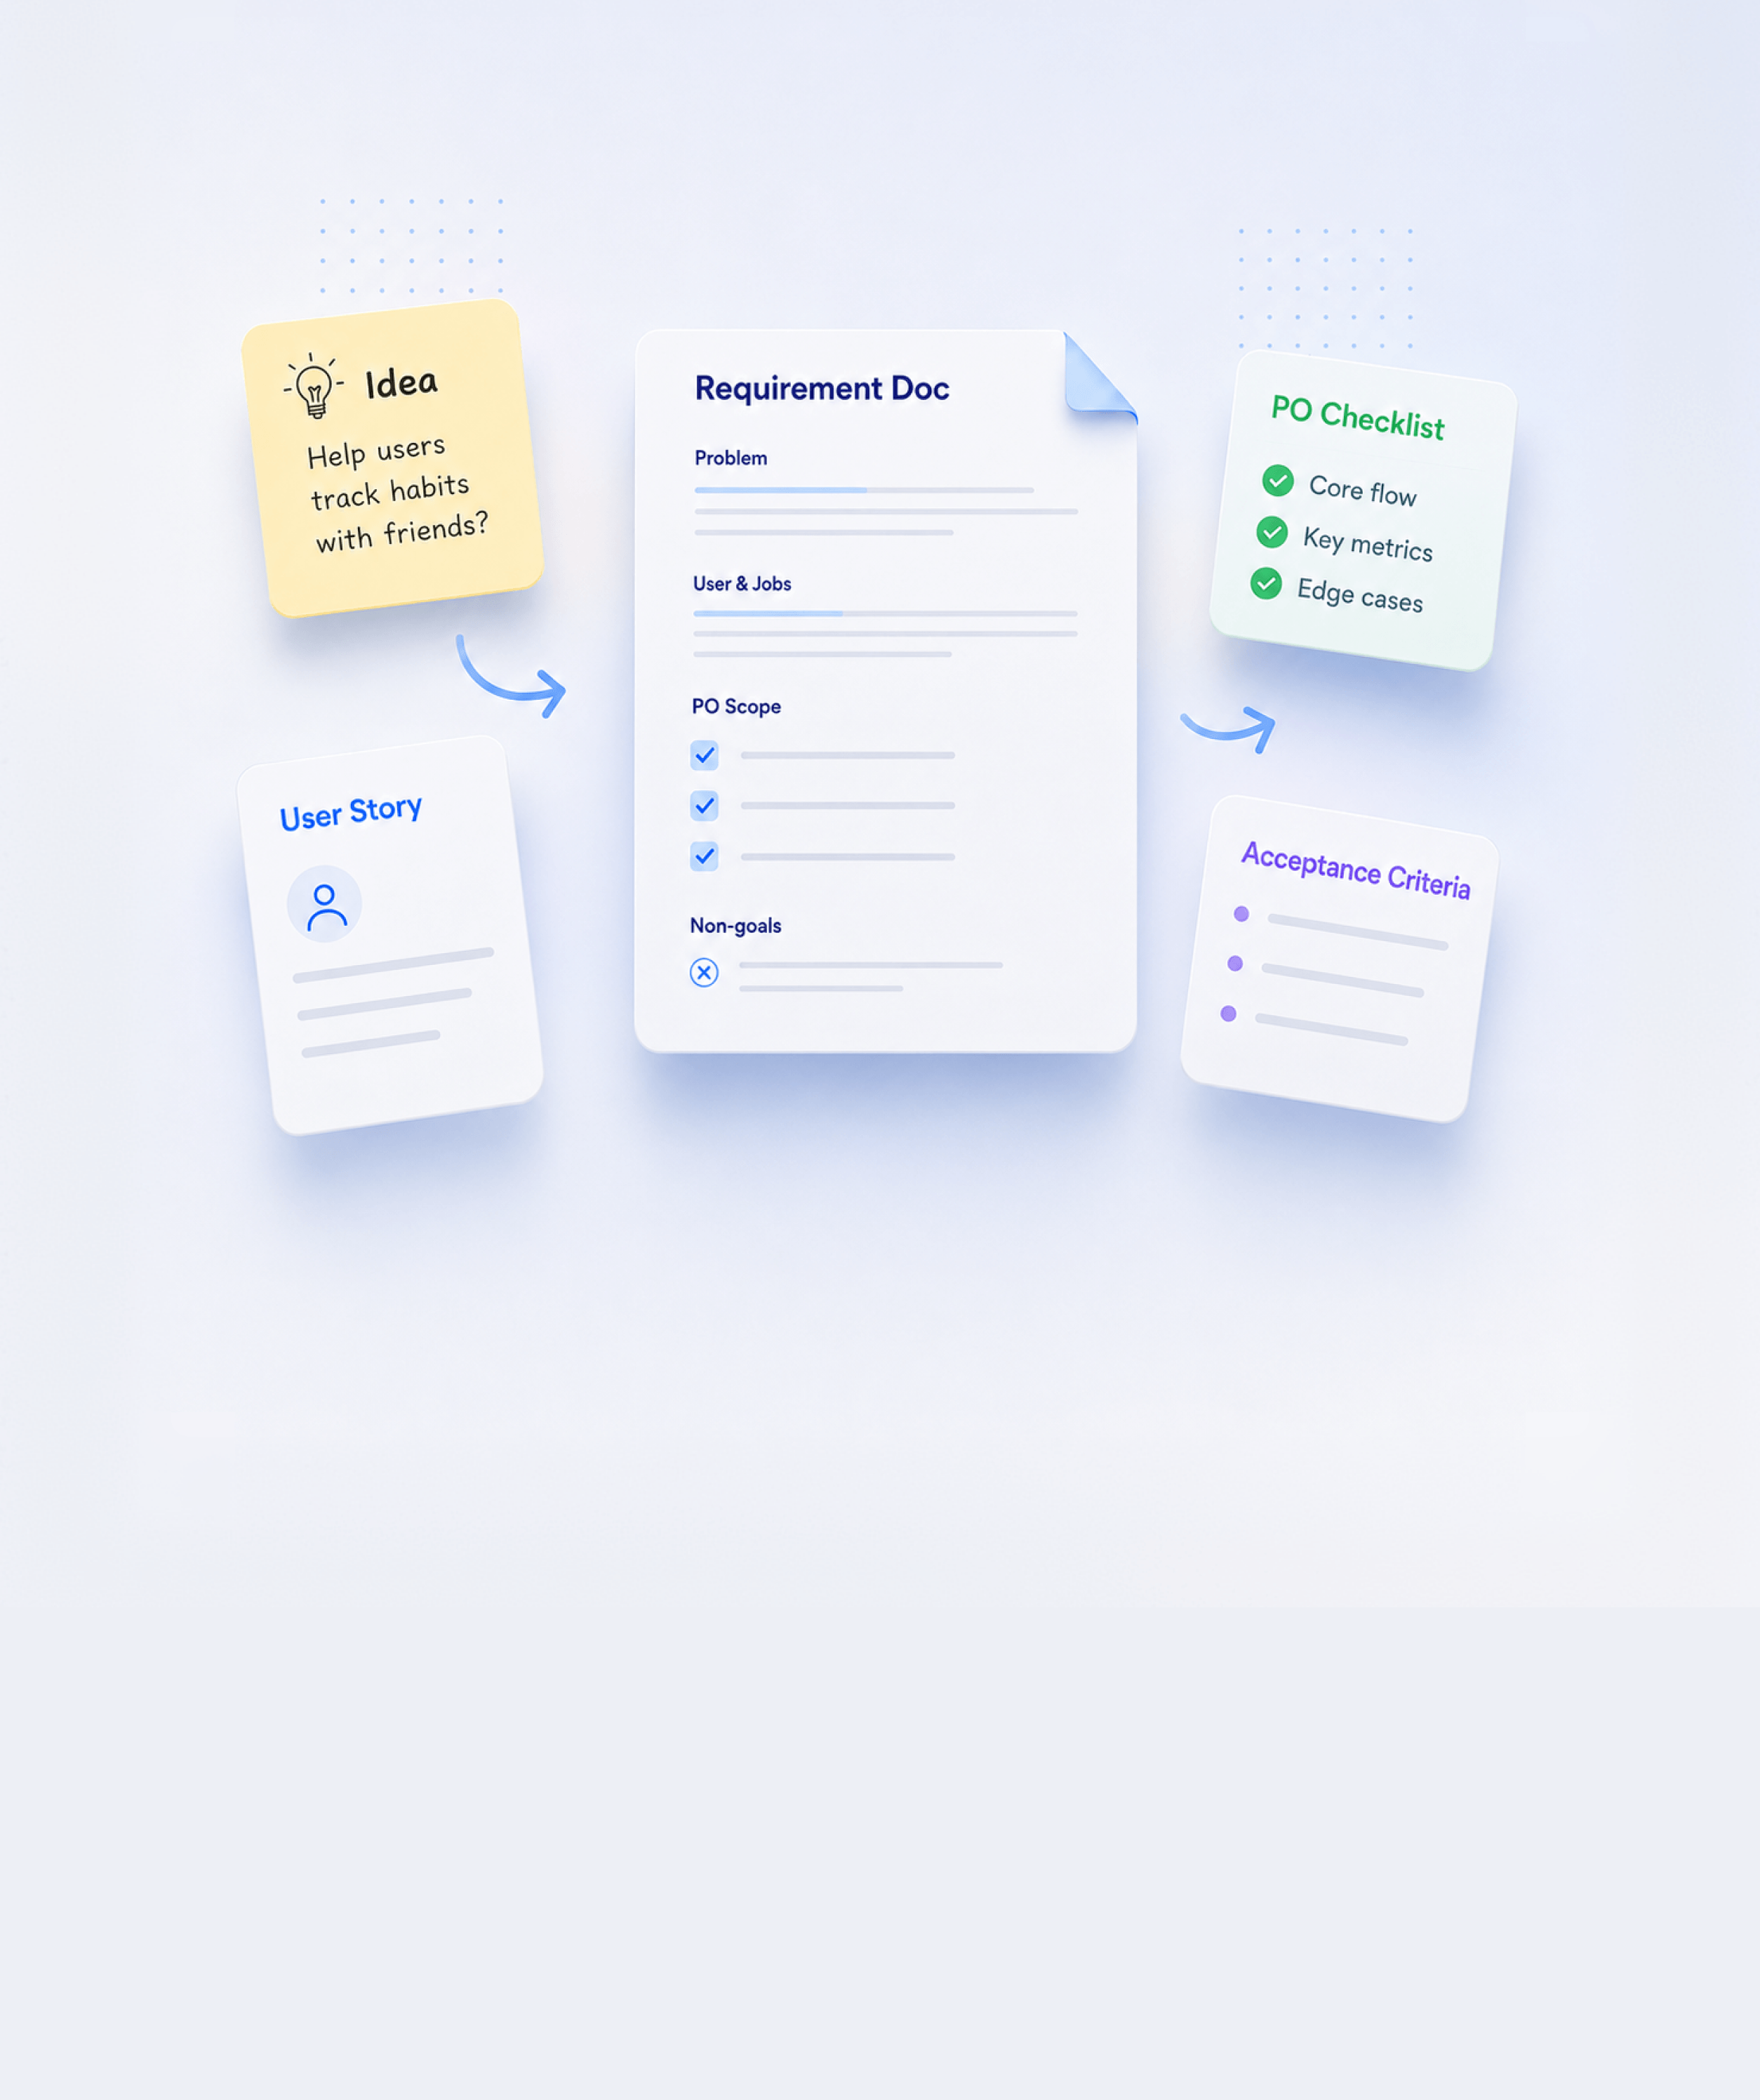 Idea
Help users
track habits
with friends?
User Story
Requirement Doc
Problem
User & Jobs
PO Scope
Non-goals
PO Checklist
Core flow
Key metrics
Edge cases
Acceptance Criteria